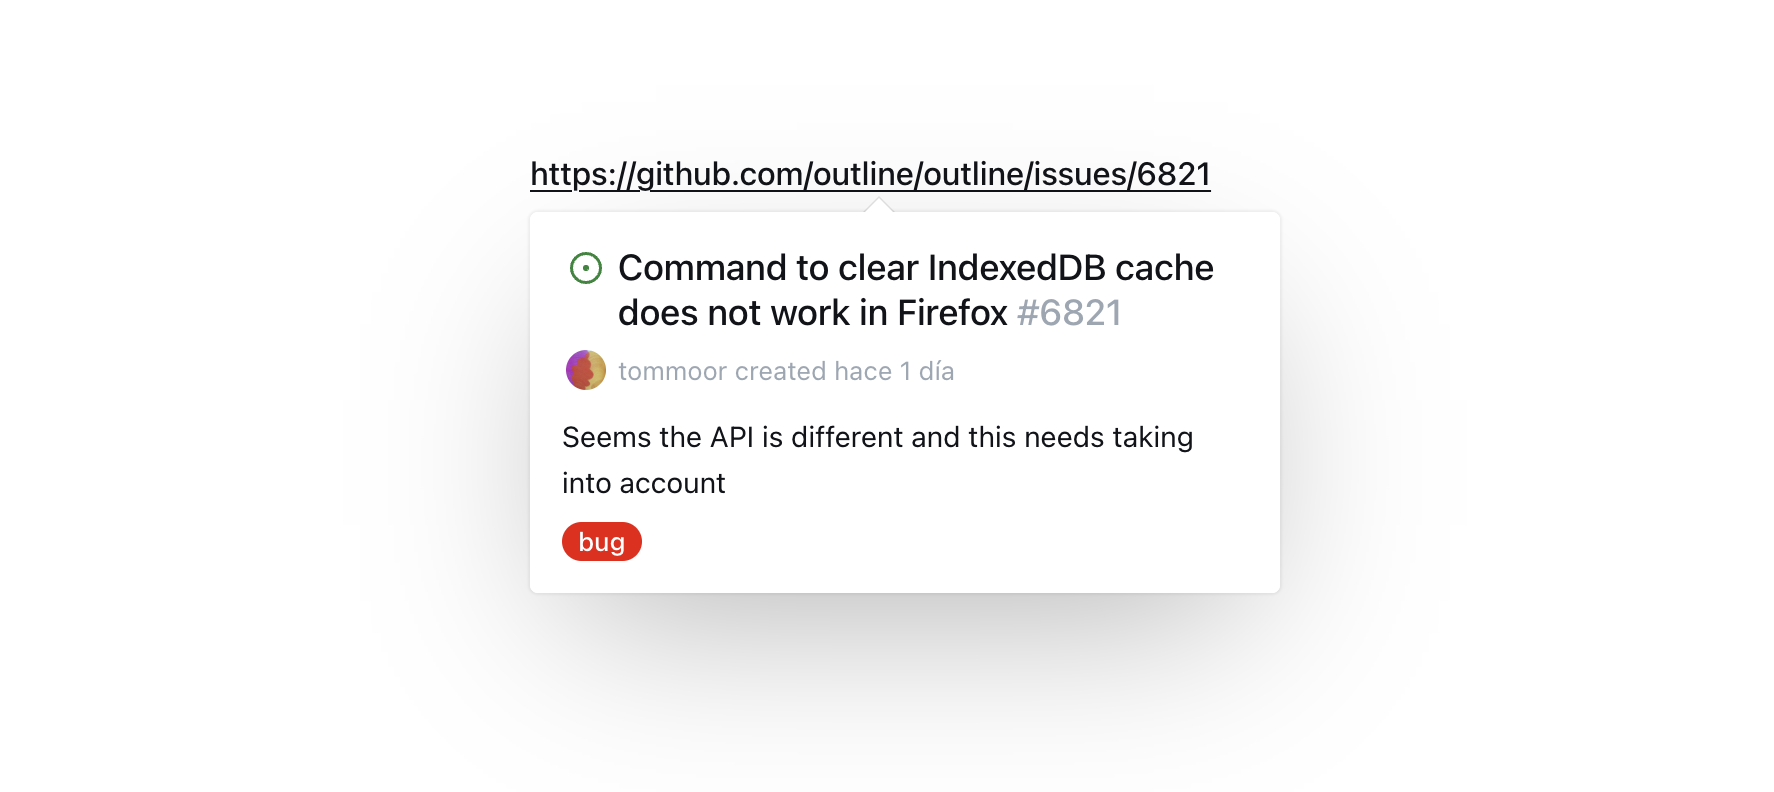 https://github.com/outline/outline/issues/6821
Command to clear IndexedDB cache
does not work in Firefox #6821
tommoor created hace 1 día
Seems the API is different and this needs taking
into account
bug